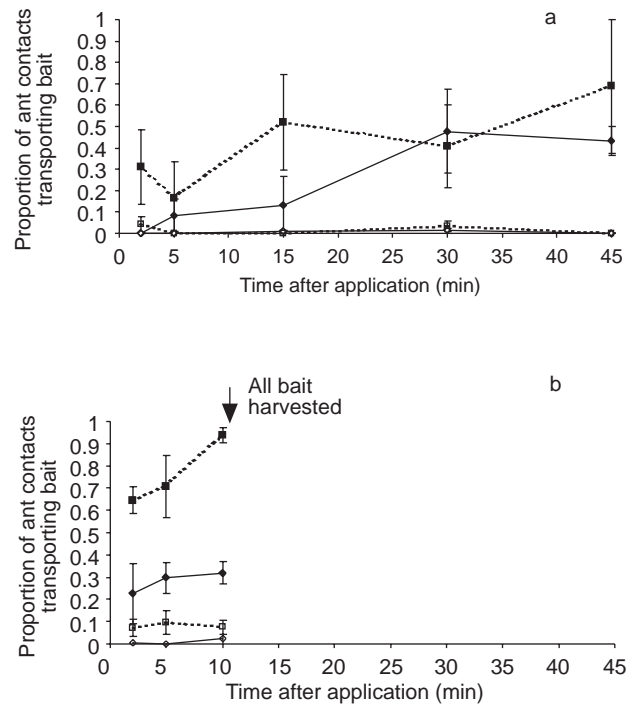 a
Proportion of ant contacts
transporting bait
1
0.9
0.8
0.7
0.6
0.5
0.4
0.3
0.2
0.1
0
0 5 10 15 20 25 30 35 40 45
Time after application (min)
b
All bait
harvested
Proportion of ant contacts
transporting bait
1
0.9
0.8
0.7
0.6
0.5
0.4
0.3
0.2
0.1
0
0 5 10 15 20 25 30 35 40 45
Time after application (min)